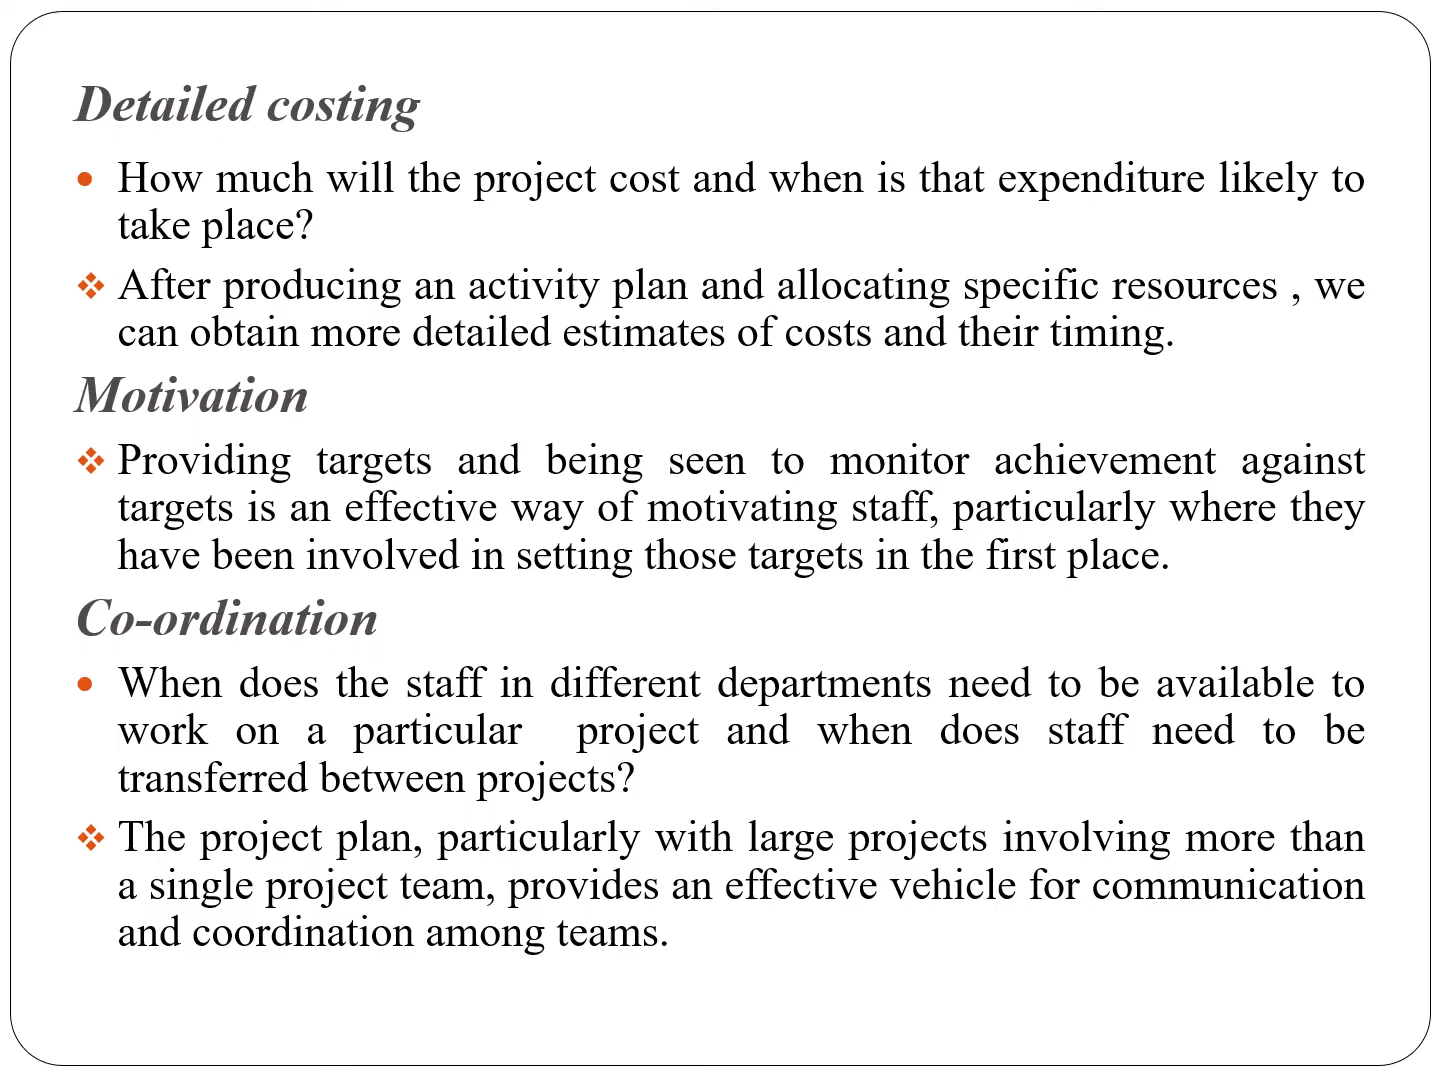 Detailed costing
• How much will the project cost and when is that expenditure likely to
take place?
❖ After producing an activity plan and allocating specific resources , we
can obtain more detailed estimates of costs and their timing.
Motivation
❖ Providing targets and being seen to monitor achievement against
targets is an effective way of motivating staff, particularly where they
have been involved in setting those targets in the first place.
Co-ordination
• When does the staff in different departments need to be available to
work on a particular  project and when does staff need to be
transferred between projects?
❖ The project plan, particularly with large projects involving more than
a single project team, provides an effective vehicle for communication
and coordination among teams.